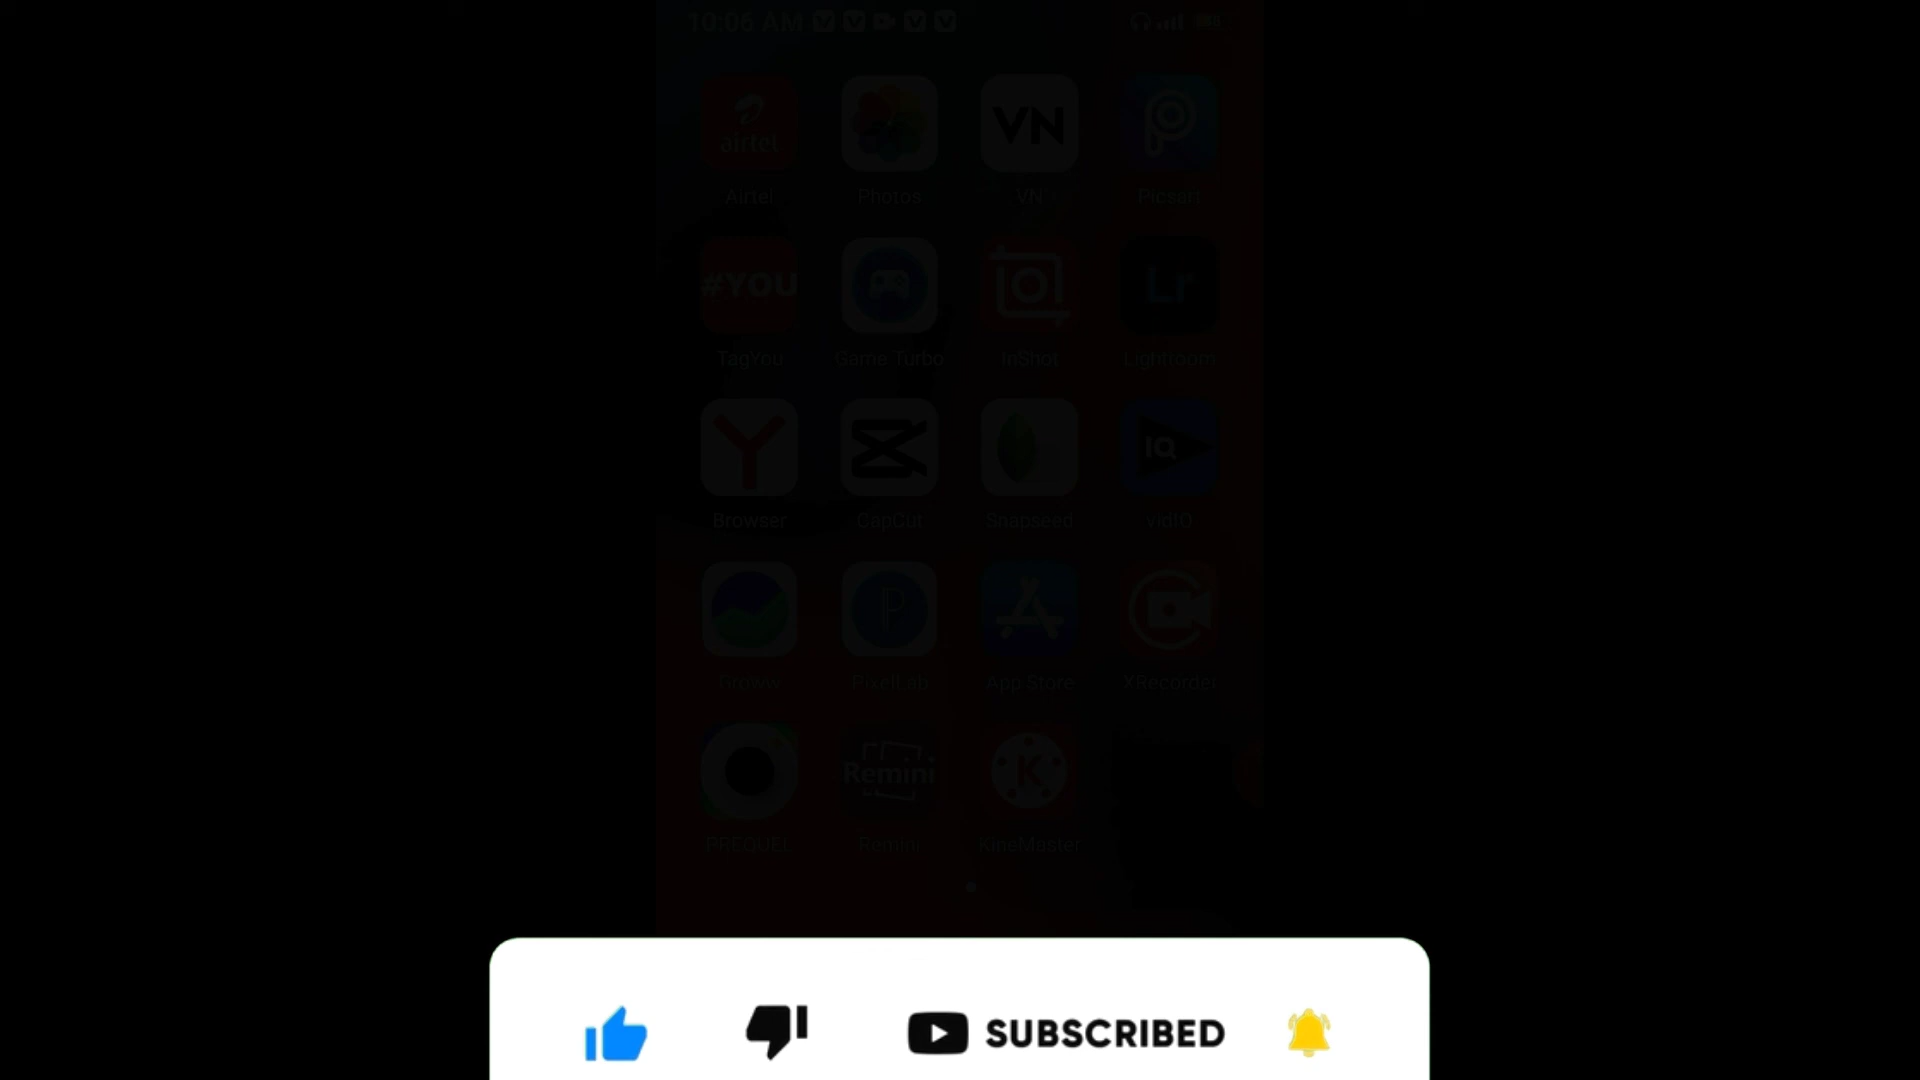 10:06 AM
airtel
VN
Airtel
Photos
VN
Picsart
#YOU
Lr
TagYou
Game Turbo
InShot
Lightroom
IQ
Browser
CapCut
Snapseed
vidIQ
P
PixelLab
App Store
XRecorder
Remini
K
PREQUEL
Remini
KineMaster
SUBSCRIBED